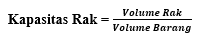 Kapasitas Rak = Volume Rak / Volume Barang